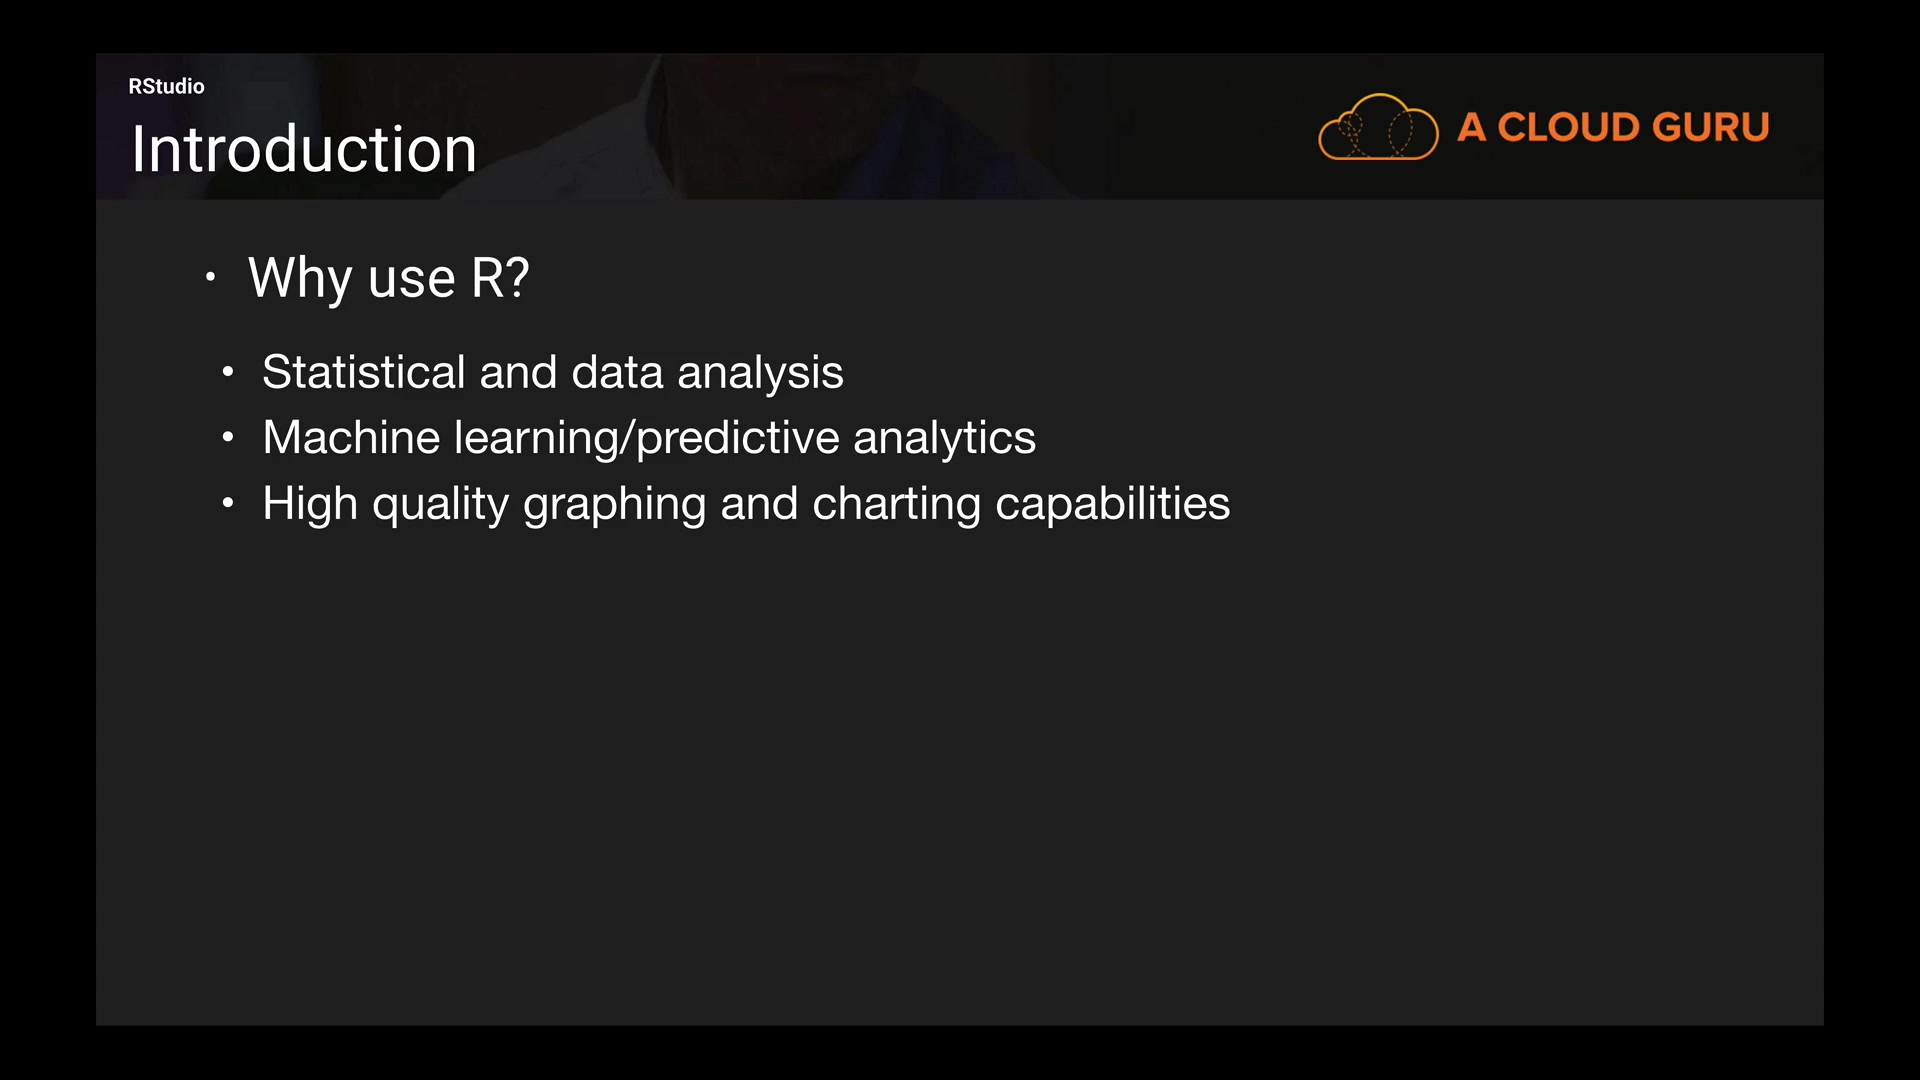 RStudio
Introduction
A CLOUD GURU
• Why use R?
• Statistical and data analysis
• Machine learning/predictive analytics
• High quality graphing and charting capabilities